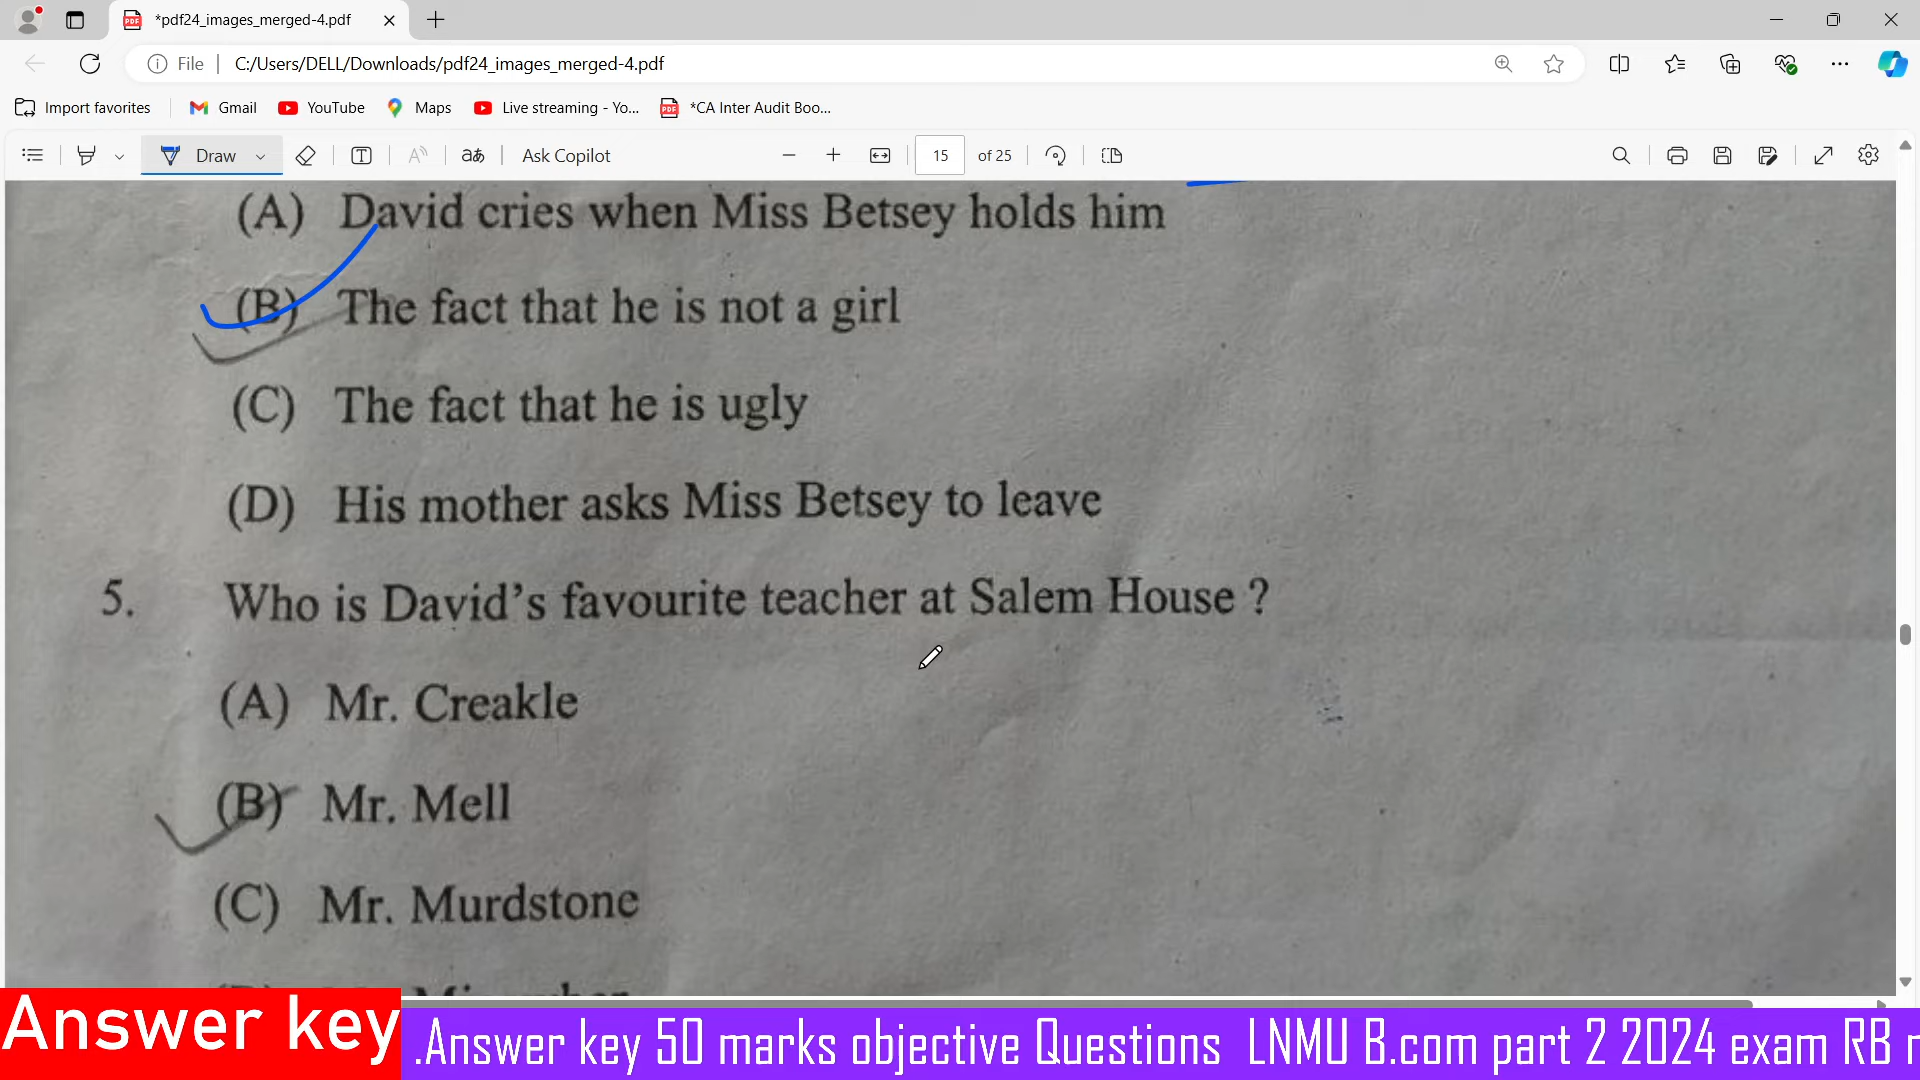 *pdf24_images_merged-4.pdf
File
C:/Users/DELL/Downloads/pdf24_images_merged-4.pdf
Import favorites
Gmail
YouTube
Maps
Live streaming - Yo...
*CA Inter Audit Boo...
Draw
Ask Copilot
15
of 25
(A) David cries when Miss Betsey holds him
(B) The fact that he is not a girl
(C) The fact that he is ugly
(D) His mother asks Miss Betsey to leave
5. Who is David's favourite teacher at Salem House ?
(A) Mr. Creakle
(B) Mr. Mell
(C) Mr. Murdstone
Answer key
.Answer key 50 marks objective Questions LNMU B.com part 2 2024 exam RB